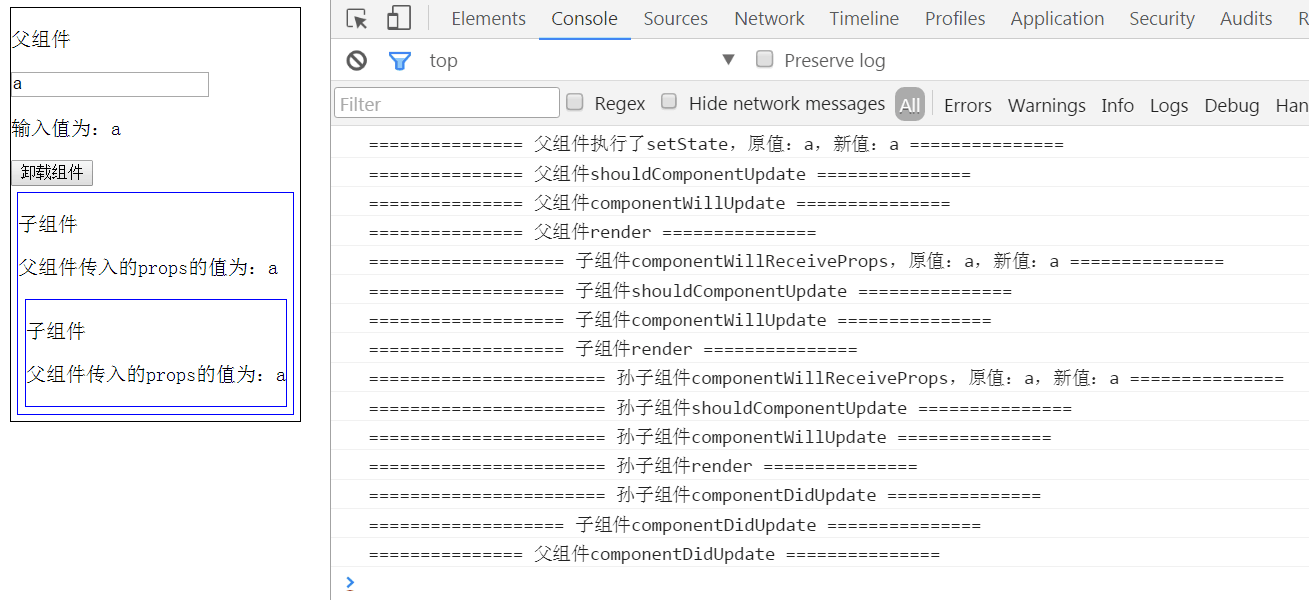 父组件
a
输入值为: a
卸载组件
子组件
父组件传入的props的值为: a
子组件
父组件传入的props的值为: a
Elements Console Sources Network Timeline Profiles Application Security Audits R
top Preserve log
Filter Regex Hide network messages All Errors Warnings Info Logs Debug Han
=============== 父组件执行了setState，原值：a，新值：a ===============
=============== 父组件shouldComponentUpdate ===============
=============== 父组件componentWillUpdate ===============
=============== 父组件render ===============
=================== 子组件componentWillReceiveProps，原值：a，新值：a ===============
=================== 子组件shouldComponentUpdate ===============
=================== 子组件componentWillUpdate ===============
=================== 子组件render ===============
======================= 孙子组件componentWillReceiveProps，原值：a，新值：a ===============
======================= 孙子组件shouldComponentUpdate ===============
======================= 孙子组件componentWillUpdate ===============
======================= 孙子组件render ===============
======================= 孙子组件componentDidUpdate ===============
=================== 子组件componentDidUpdate ===============
=============== 父组件componentDidUpdate ===============